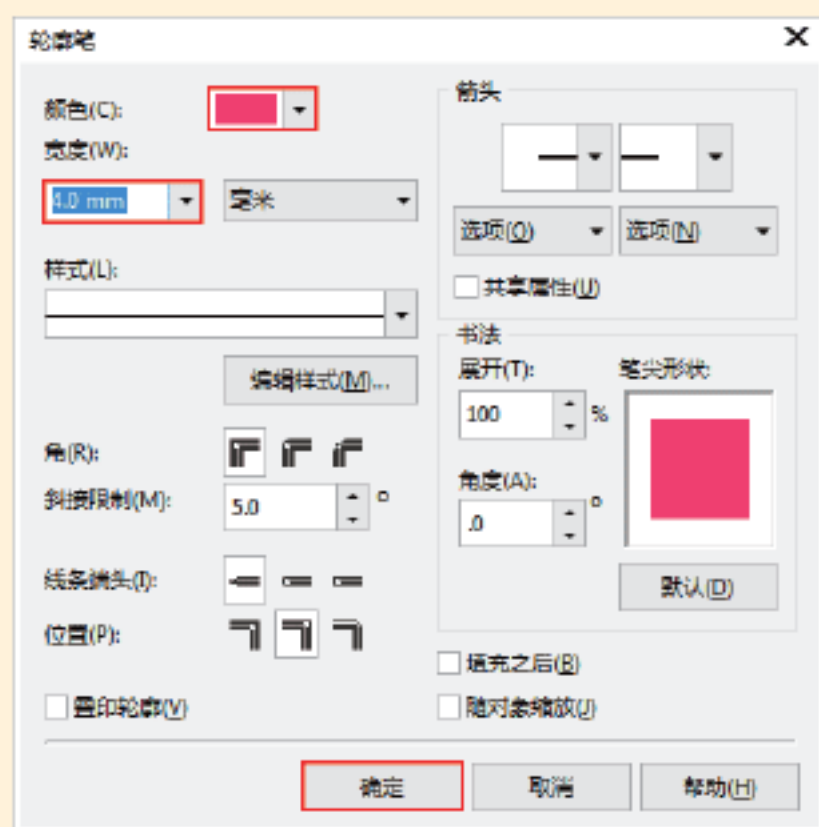 轮廓笔
颜色(C):
宽度(W):
4.0 mm
毫米
样式(L):
编辑样式(M)...
角(R):
斜接限制(M):
5.0
°
线条端头(I):
位置(P):
叠印轮廓(V)
箭头
选项(O)
选项(N)
共享属性(U)
书法
展开(T):
笔尖形状:
100
%
角度(A):
.0
°
默认(D)
填充之后(B)
随对象缩放(J)
确定
取消
帮助(H)